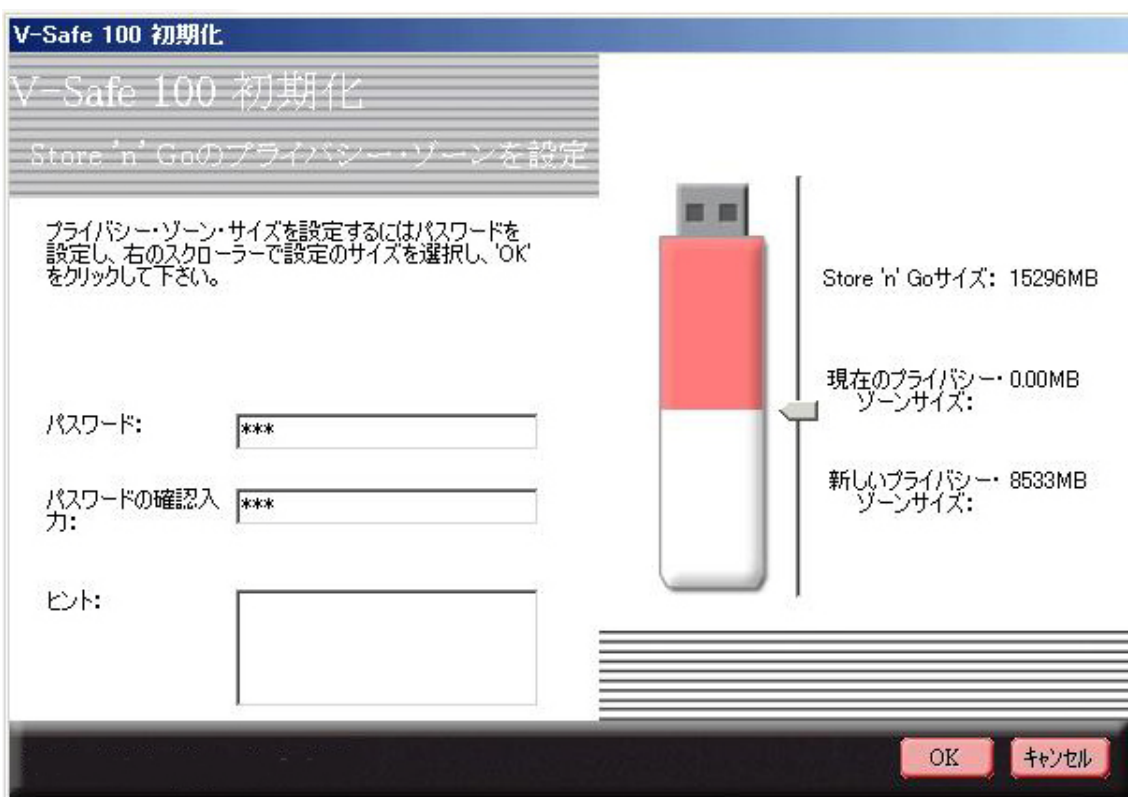 V-Safe 100 初期化
V-Safe 100 初期化
Store 'n' Goのプライバシー・ゾーンを設定
プライバシー・ゾーン・サイズを設定するにはパスワードを
設定し、右のスクローラーで設定のサイズを選択し、'OK'
をクリックして下さい。
パスワード: ***
パスワードの確認入
力: ***
ヒント:
Store 'n' Goサイズ: 15296MB
現在のプライバシー・ 0.00MB
ゾーンサイズ:
新しいプライバシー・ 8533MB
ゾーンサイズ:
OK キャンセル